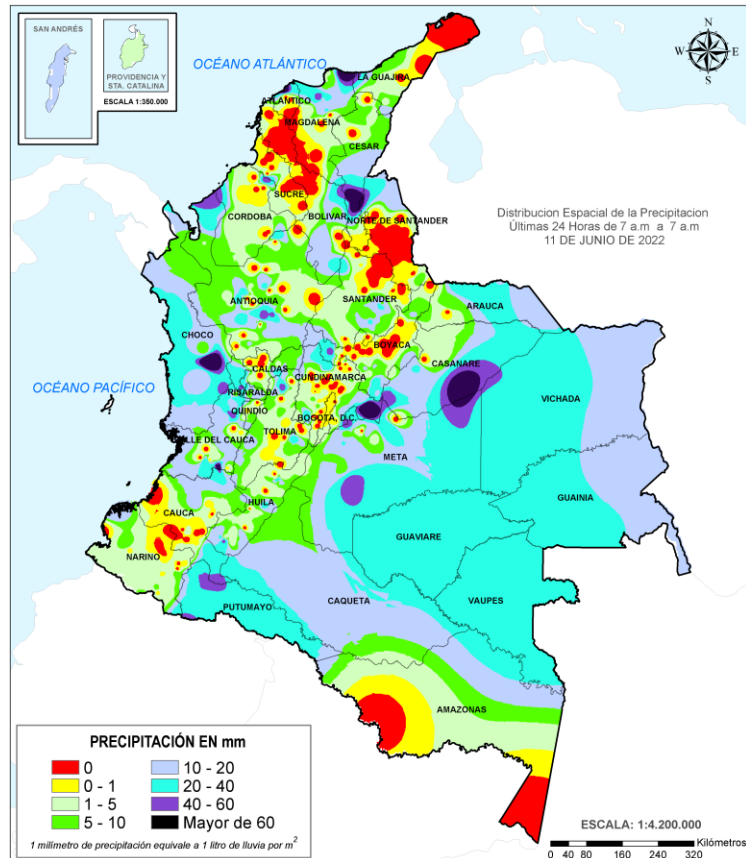 SAN ANDRÉS
PROVIDENCIA Y
STA. CATALINA
ESCALA 1:350.000
OCÉANO ATLÁNTICO
N
W
E
S
LA GUAJIRA
ATLANTICO
MAGDALENA
CESAR
SUCRE
CORDOBA
BOLIVAR
NORTE DE SANTANDER
Distribucion Espacial de la Precipitacion
Últimas 24 Horas de 7 a.m a 7 a.m
11 DE JUNIO DE 2022
ANTIOQUIA
SANTANDER
ARAUCA
CHOCO
BOYACA
CASANARE
CALDAS
CUNDINAMARCA
OCÉANO PACÍFICO
RISARALDA
VICHADA
QUINDIO
BOGOTA, D.C.
TOLIMA
VALLE DEL CAUCA
META
GUAINIA
HUILA
CAUCA
GUAVIARE
NARINO
CAQUETA
VAUPES
PUTUMAYO
AMAZONAS
PRECIPITACIÓN EN mm
0
10 - 20
0 - 1
20 - 40
1 - 5
40 - 60
5 - 10
Mayor de 60
1 milímetro de precipitación equivale a 1 litro de lluvia por m²
ESCALA: 1:4.200.000
Kilómetros
0 40 80 160 240 320